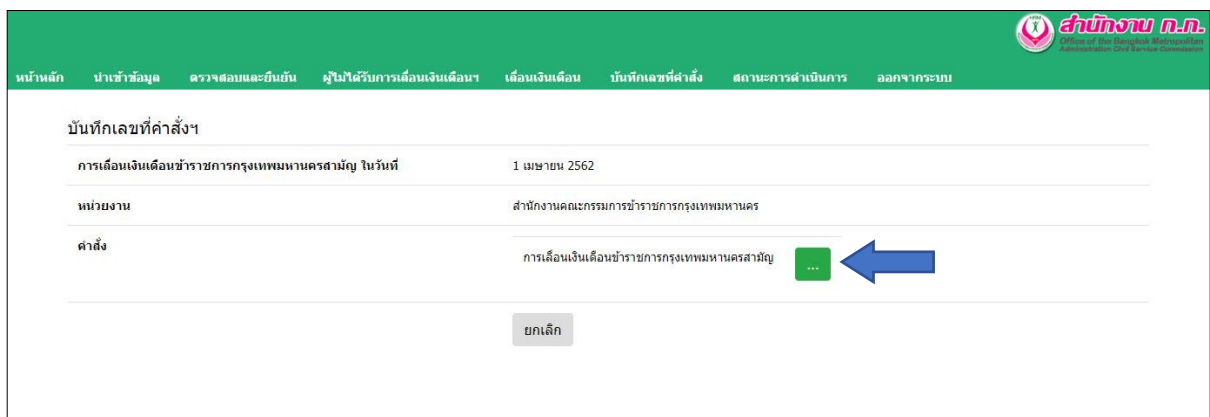 สำนักงาน ก.ก.
Office of the Bangkok Metropolitan
Administration Civil Service Commission
หน้าหลัก นำเข้าข้อมูล ตรวจสอบและยืนยัน ผู้ไม่ได้รับการเลื่อนเงินเดือนฯ เลื่อนเงินเดือน บันทึกเลขที่คำสั่ง สถานะการดำเนินการ ออกจากระบบ
บันทึกเลขที่คำสั่งฯ
การเลื่อนเงินเดือนข้าราชการกรุงเทพมหานครสามัญ ในวันที่ 1 เมษายน 2562
หน่วยงาน สำนักงานคณะกรรมการข้าราชการกรุงเทพมหานคร
คำสั่ง การเลื่อนเงินเดือนข้าราชการกรุงเทพมหานครสามัญ ...
ยกเลิก